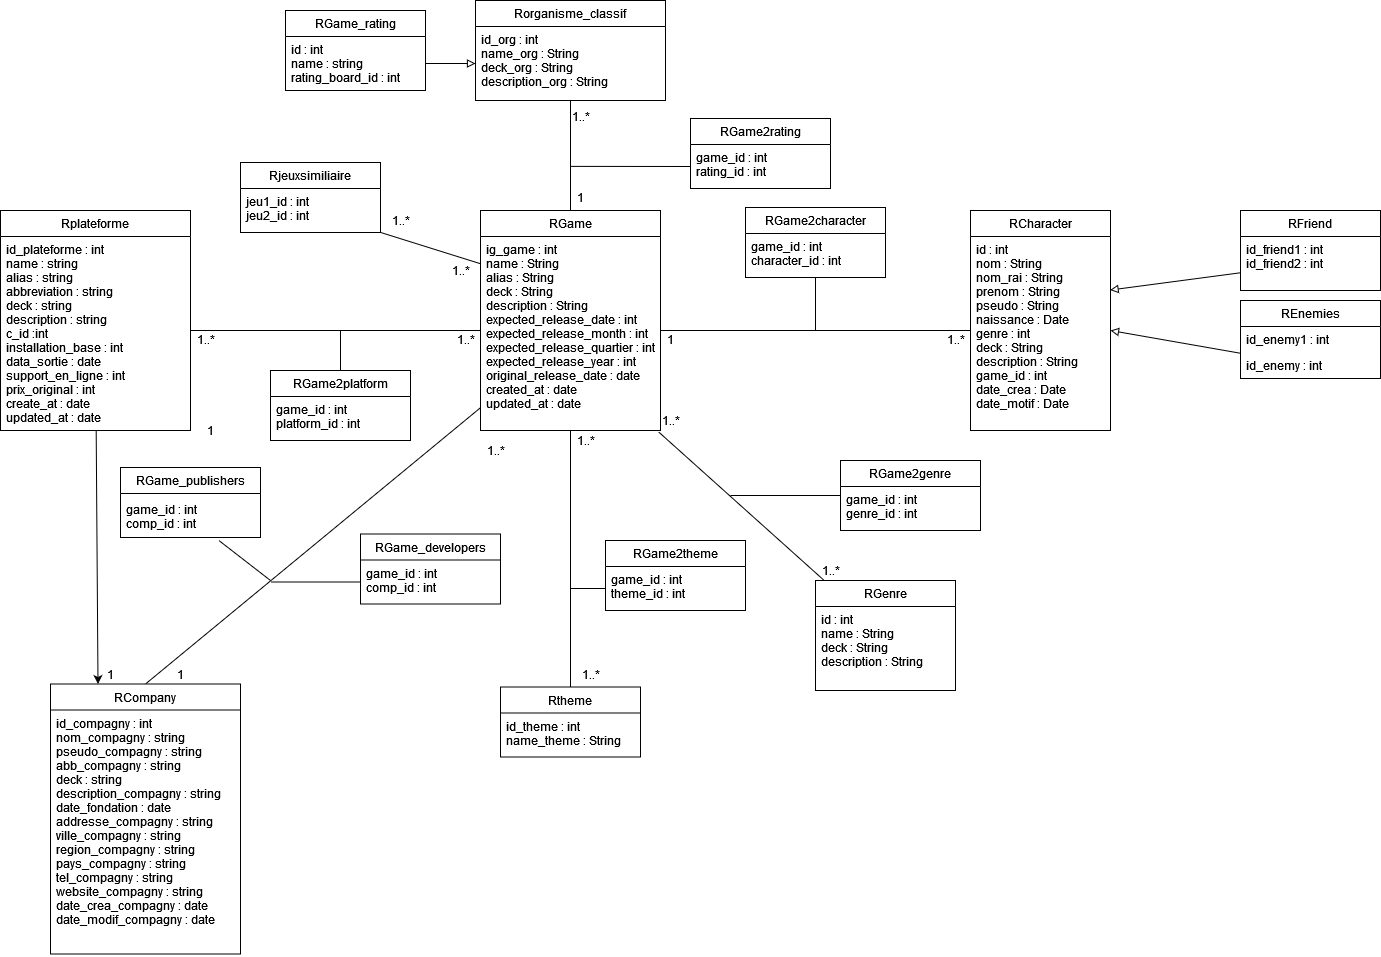 RGame_rating
id : int
name : string
rating_board_id : int
Rorganisme_classif
id_org : int
name_org : String
deck_org : String
description_org : String
1..*
RGame2rating
game_id : int
rating_id : int
1
Rjeuxsimiliaire
jeu1_id : int
jeu2_id : int
1..*
1..*
Rplateforme
id_plateforme : int
name : string
alias : string
abbreviation : string
deck : string
description : string
c_id :int
installation_base : int
data_sortie : date
support_en_ligne : int
prix_original : int
create_at : date
updated_at : date
1..*
1..*
RGame
ig_game : int
name : String
alias : String
deck : String
description : String
expected_release_date : int
expected_release_month : int
expected_release_quartier : int
expected_release_year : int
original_release_date : date
created_at : date
updated_at : date
RGame2character
game_id : int
character_id : int
1
1..*
RCharacter
id : int
nom : String
nom_rai : String
prenom : String
pseudo : String
naissance : Date
genre : int
deck : String
description : String
game_id : int
date_crea : Date
date_motif : Date
RFriend
id_friend1 : int
id_friend2 : int
REnemies
id_enemy1 : int
id_enemy : int
RGame2platform
game_id : int
platform_id : int
1
1..*
1..*
1..*
RGame_publishers
game_id : int
comp_id : int
RGame_developers
game_id : int
comp_id : int
RGame2theme
game_id : int
theme_id : int
RGame2genre
game_id : int
genre_id : int
1..*
RGenre
id : int
name : String
deck : String
description : String
1
1
1..*
RCompany
id_compagny : int
nom_compagny : string
pseudo_compagny : string
abb_compagny : string
deck : string
description_compagny : string
date_fondation : date
addresse_compagny : string
ville_compagny : string
region_compagny : string
pays_compagny : string
tel_compagny : string
website_compagny : string
date_crea_compagny : date
date_modif_compagny : date
Rtheme
id_theme : int
name_theme : String